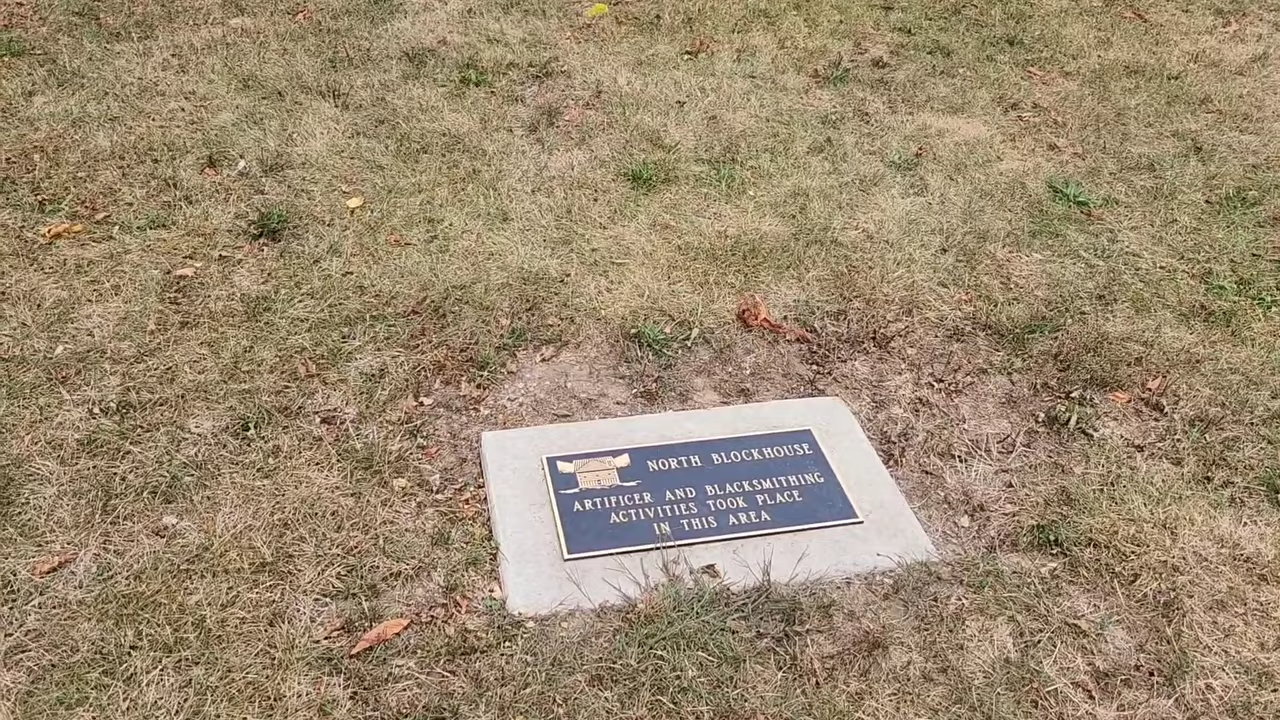 NORTH BLOCKHOUSE
ARTIFICER AND BLACKSMITHING
ACTIVITIES TOOK PLACE
IN THIS AREA